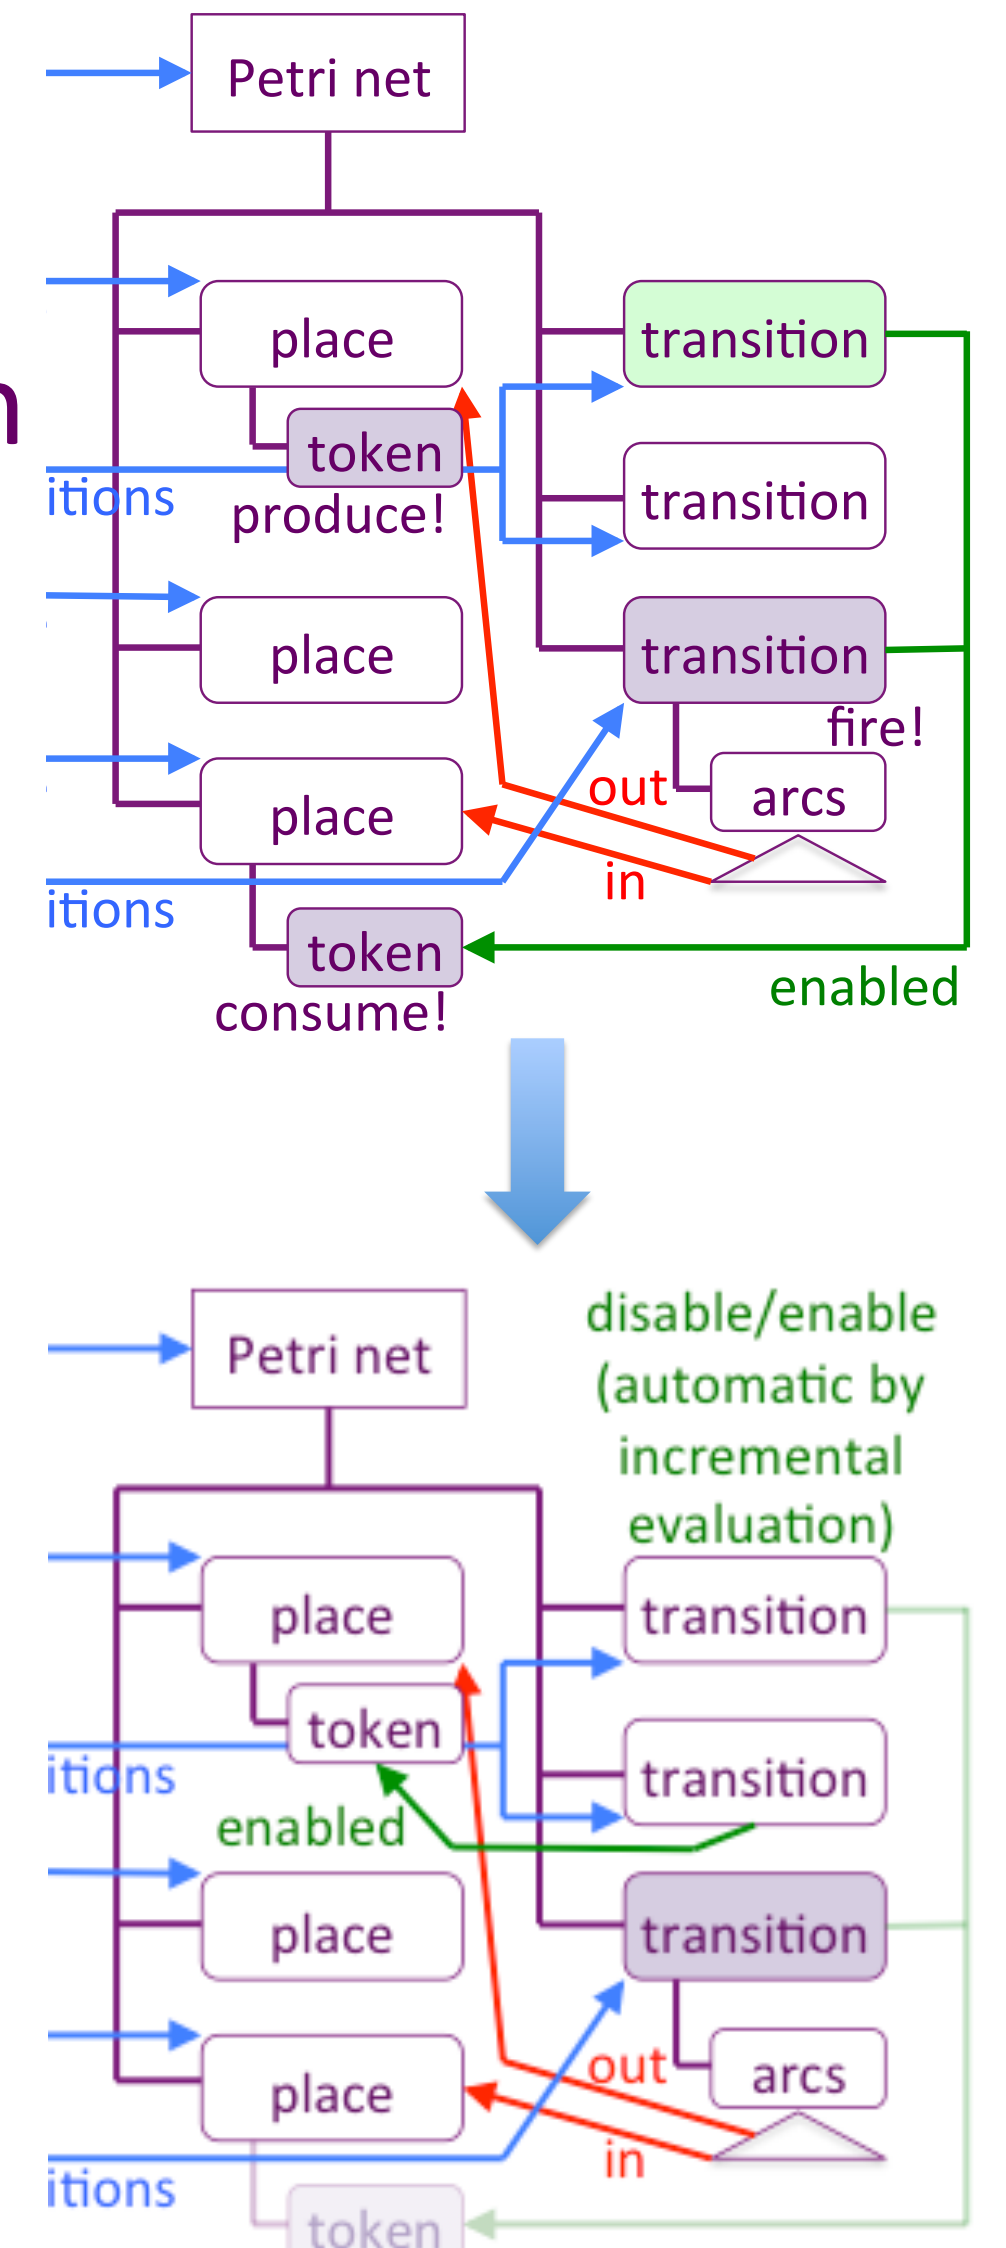 Petri net
place
transition
n
token
itions
produce!
transition
place
transition
fire!
place
out
arcs
in
itions
token
enabled
consume!
Petri net
disable/enable
(automatic by
incremental
evaluation)
place
transition
token
itions
transition
enabled
place
transition
out
arcs
place
in
itions
token